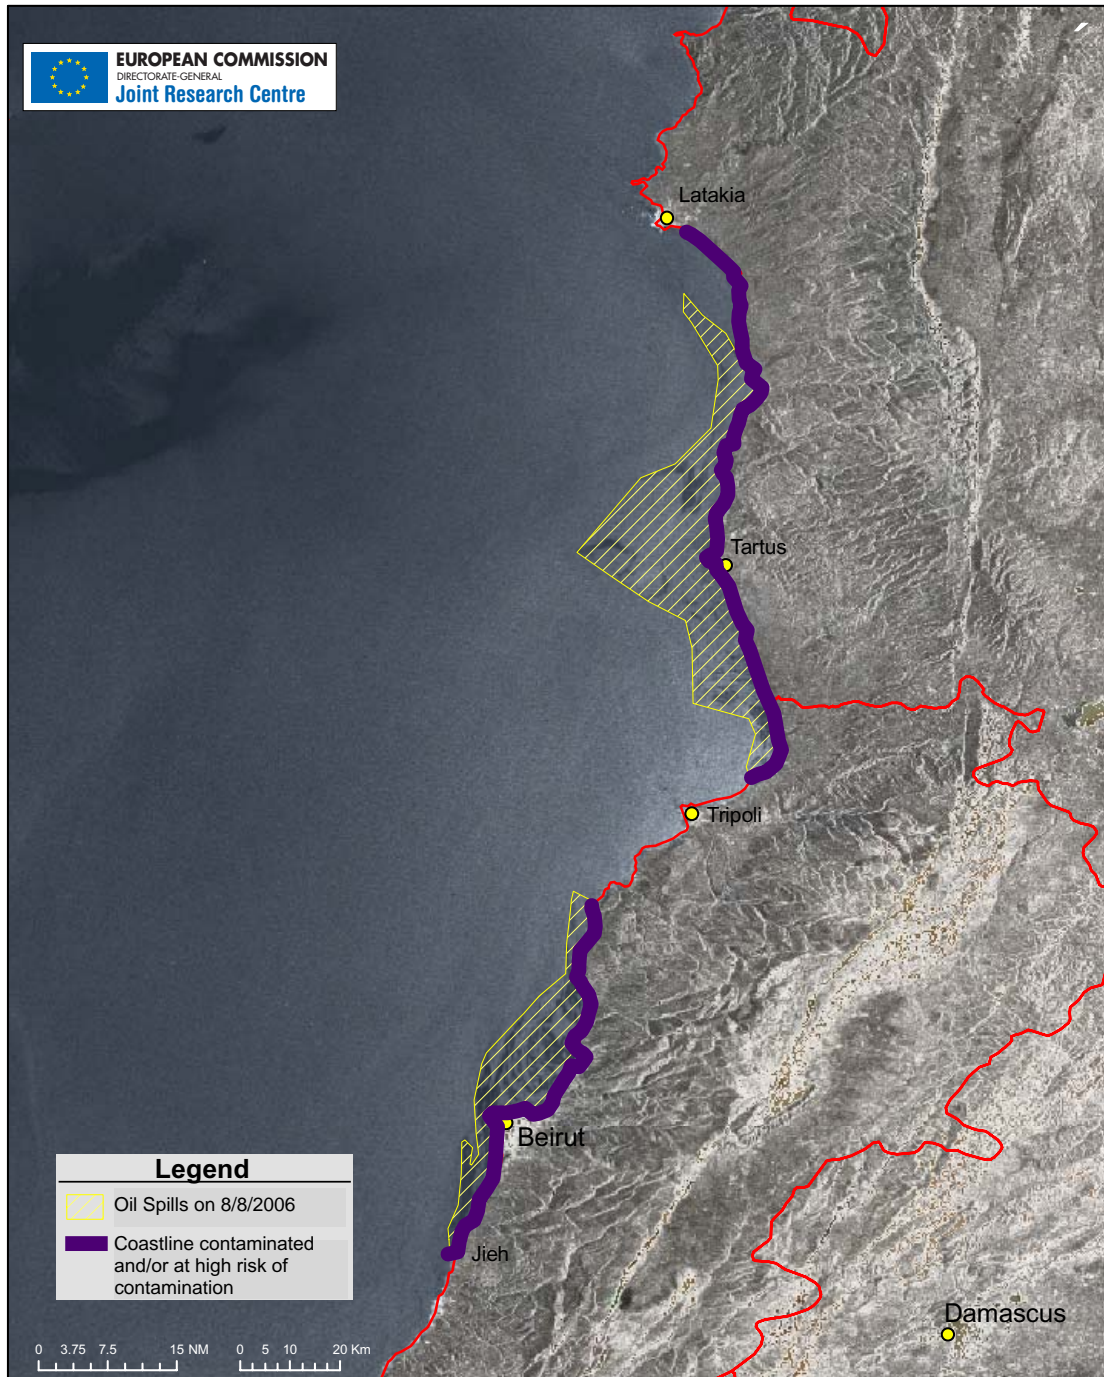 EUROPEAN COMMISSION
DIRECTORATE-GENERAL
Joint Research Centre
Latakia
Tartus
Tripoli
Beirut
Jieh
Damascus
Legend
Oil Spills on 8/8/2006
Coastline contaminated
and/or at high risk of
contamination
0 3.75 7.5 15 NM
0 5 10 20 Km